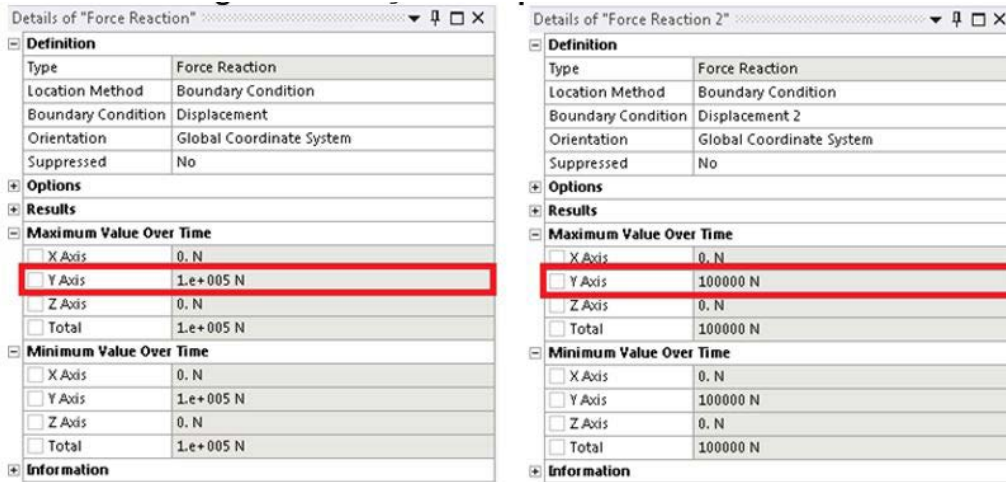 Details of "Force Reaction"
Definition
Type Force Reaction
Location Method Boundary Condition
Boundary Condition Displacement
Orientation Global Coordinate System
Suppressed No
Options
Results
Maximum Value Over Time
X Axis 0. N
Y Axis 1.e+005 N
Z Axis 0. N
Total 1.e+005 N
Minimum Value Over Time
X Axis 0. N
Y Axis 1.e+005 N
Z Axis 0. N
Total 1.e+005 N
Information
Details of "Force Reaction 2"
Definition
Type Force Reaction
Location Method Boundary Condition
Boundary Condition Displacement 2
Orientation Global Coordinate System
Suppressed No
Options
Results
Maximum Value Over Time
X Axis 0. N
Y Axis 100000 N
Z Axis 0. N
Total 100000 N
Minimum Value Over Time
X Axis 0. N
Y Axis 100000 N
Z Axis 0. N
Total 100000 N
Information